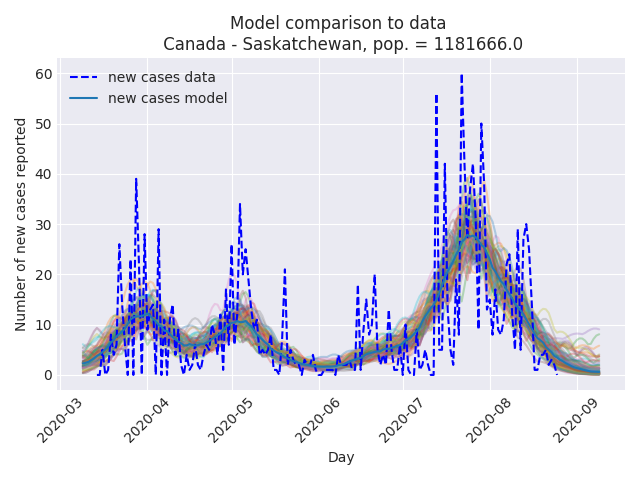 Model comparison to data
Canada - Saskatchewan, pop. = 1181666.0
new cases data
new cases model
Number of new cases reported
60
50
40
30
20
10
0
2020-03
2020-04
2020-05
2020-06
2020-07
2020-08
2020-09
Day